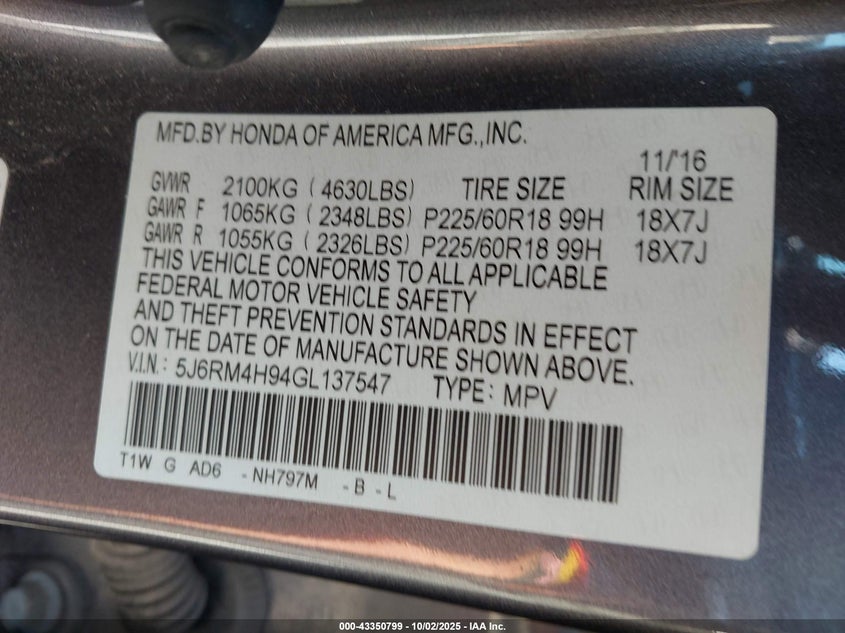 MFD.BY HONDA OF AMERICA MFG.,INC.
11/'16
GVWR 2100KG ( 4630LBS) TIRE SIZE RIM SIZE
GAWR F 1065KG ( 2348LBS) P225/60R18 99H 18X7J
GAWR R 1055KG ( 2326LBS) P225/60R18 99H 18X7J
THIS VEHICLE CONFORMS TO ALL APPLICABLE
FEDERAL MOTOR VEHICLE SAFETY
AND THEFT PREVENTION STANDARDS IN EFFECT
ON THE DATE OF MANUFACTURE SHOWN ABOVE.
V.I.N.: 5J6RM4H94GL137547 TYPE: MPV
T1W G AD6 -NH797M -B-L
000-43350799 - 10/02/2025 - IAA Inc.